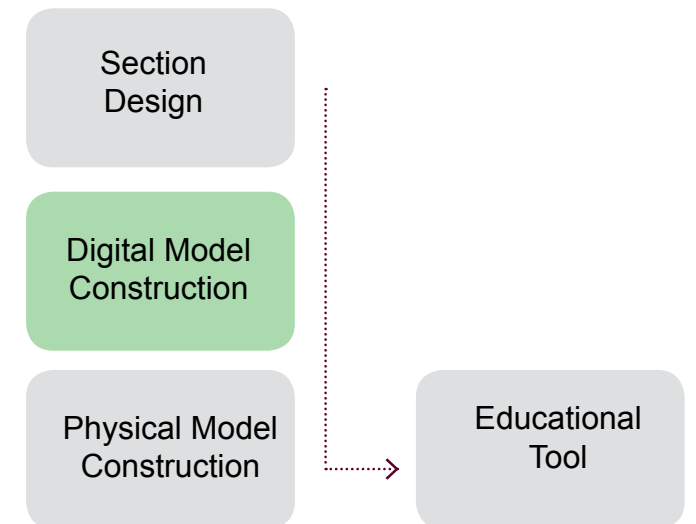 Section
Design
Digital Model
Construction
Physical Model
Construction
Educational
Tool